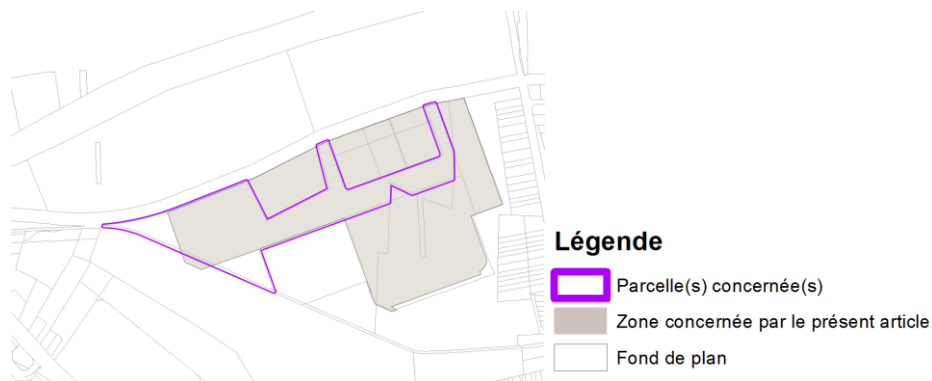 Légende
Parcelle(s) concernée(s)
Zone concernée par le présent article
Fond de plan